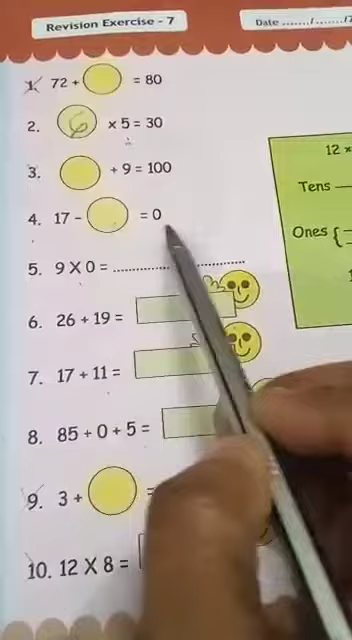 Revision Exercise - 7
Date ......./......./
1. 72 + = 80
2. 6 × 5 = 30
3. + 9 = 100
4. 17 - = 0
5. 9 X 0 =
6. 26 + 19 =
7. 17 + 11 =
8. 85 + 0 + 5 =
9. 3 + =
10. 12 X 8 =
12 ×
Tens
Ones {